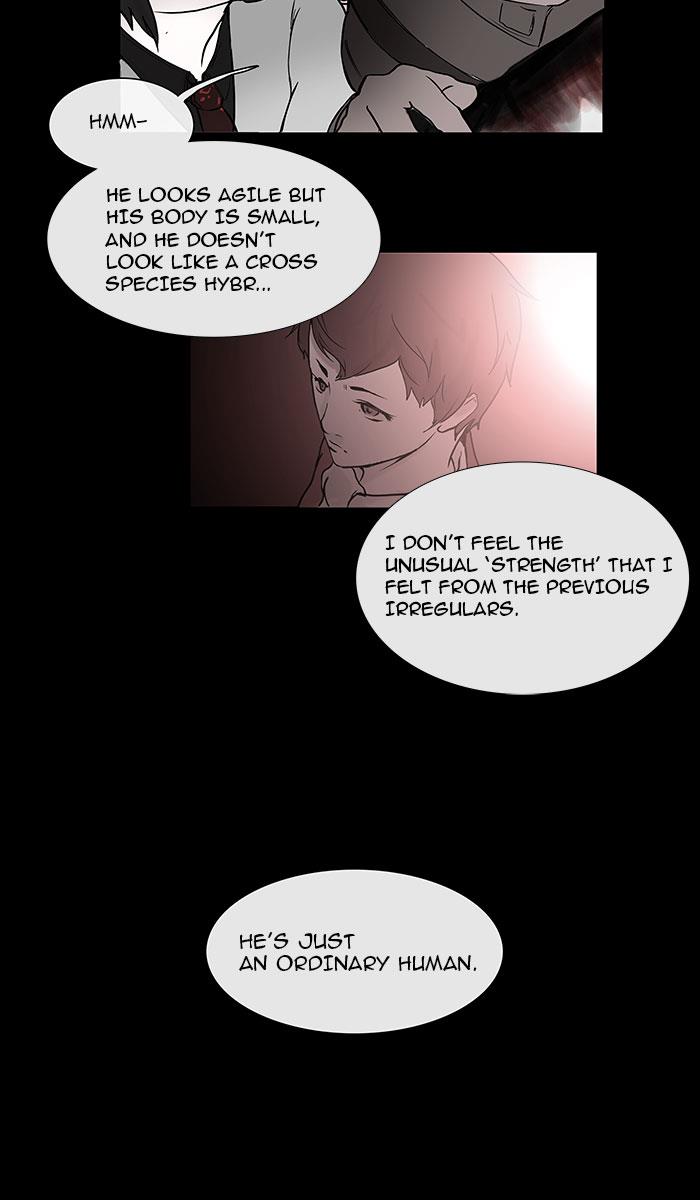 HMM-
HE LOOKS AGILE BUT
HIS BODY IS SMALL,
AND HE DOESN'T
LOOK LIKE A CROSS
SPECIES HYBR...
I DON'T FEEL THE
UNUSUAL 'STRENGTH' THAT I
FELT FROM THE PREVIOUS
IRREGULARS.
HE'S JUST
AN ORDINARY HUMAN.